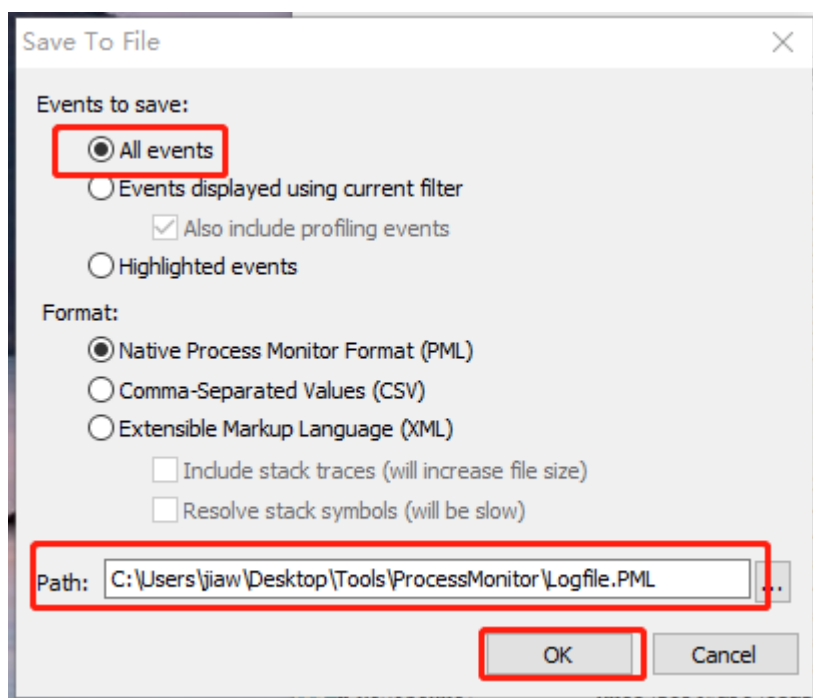 Save To File
Events to save:
All events
Events displayed using current filter
Also include profiling events
Highlighted events
Format:
Native Process Monitor Format (PML)
Comma-Separated Values (CSV)
Extensible Markup Language (XML)
Include stack traces (will increase file size)
Resolve stack symbols (will be slow)
Path: C:\Users\jiaw\Desktop\Tools\ProcessMonitor\Logfile.PML ...
OK Cancel